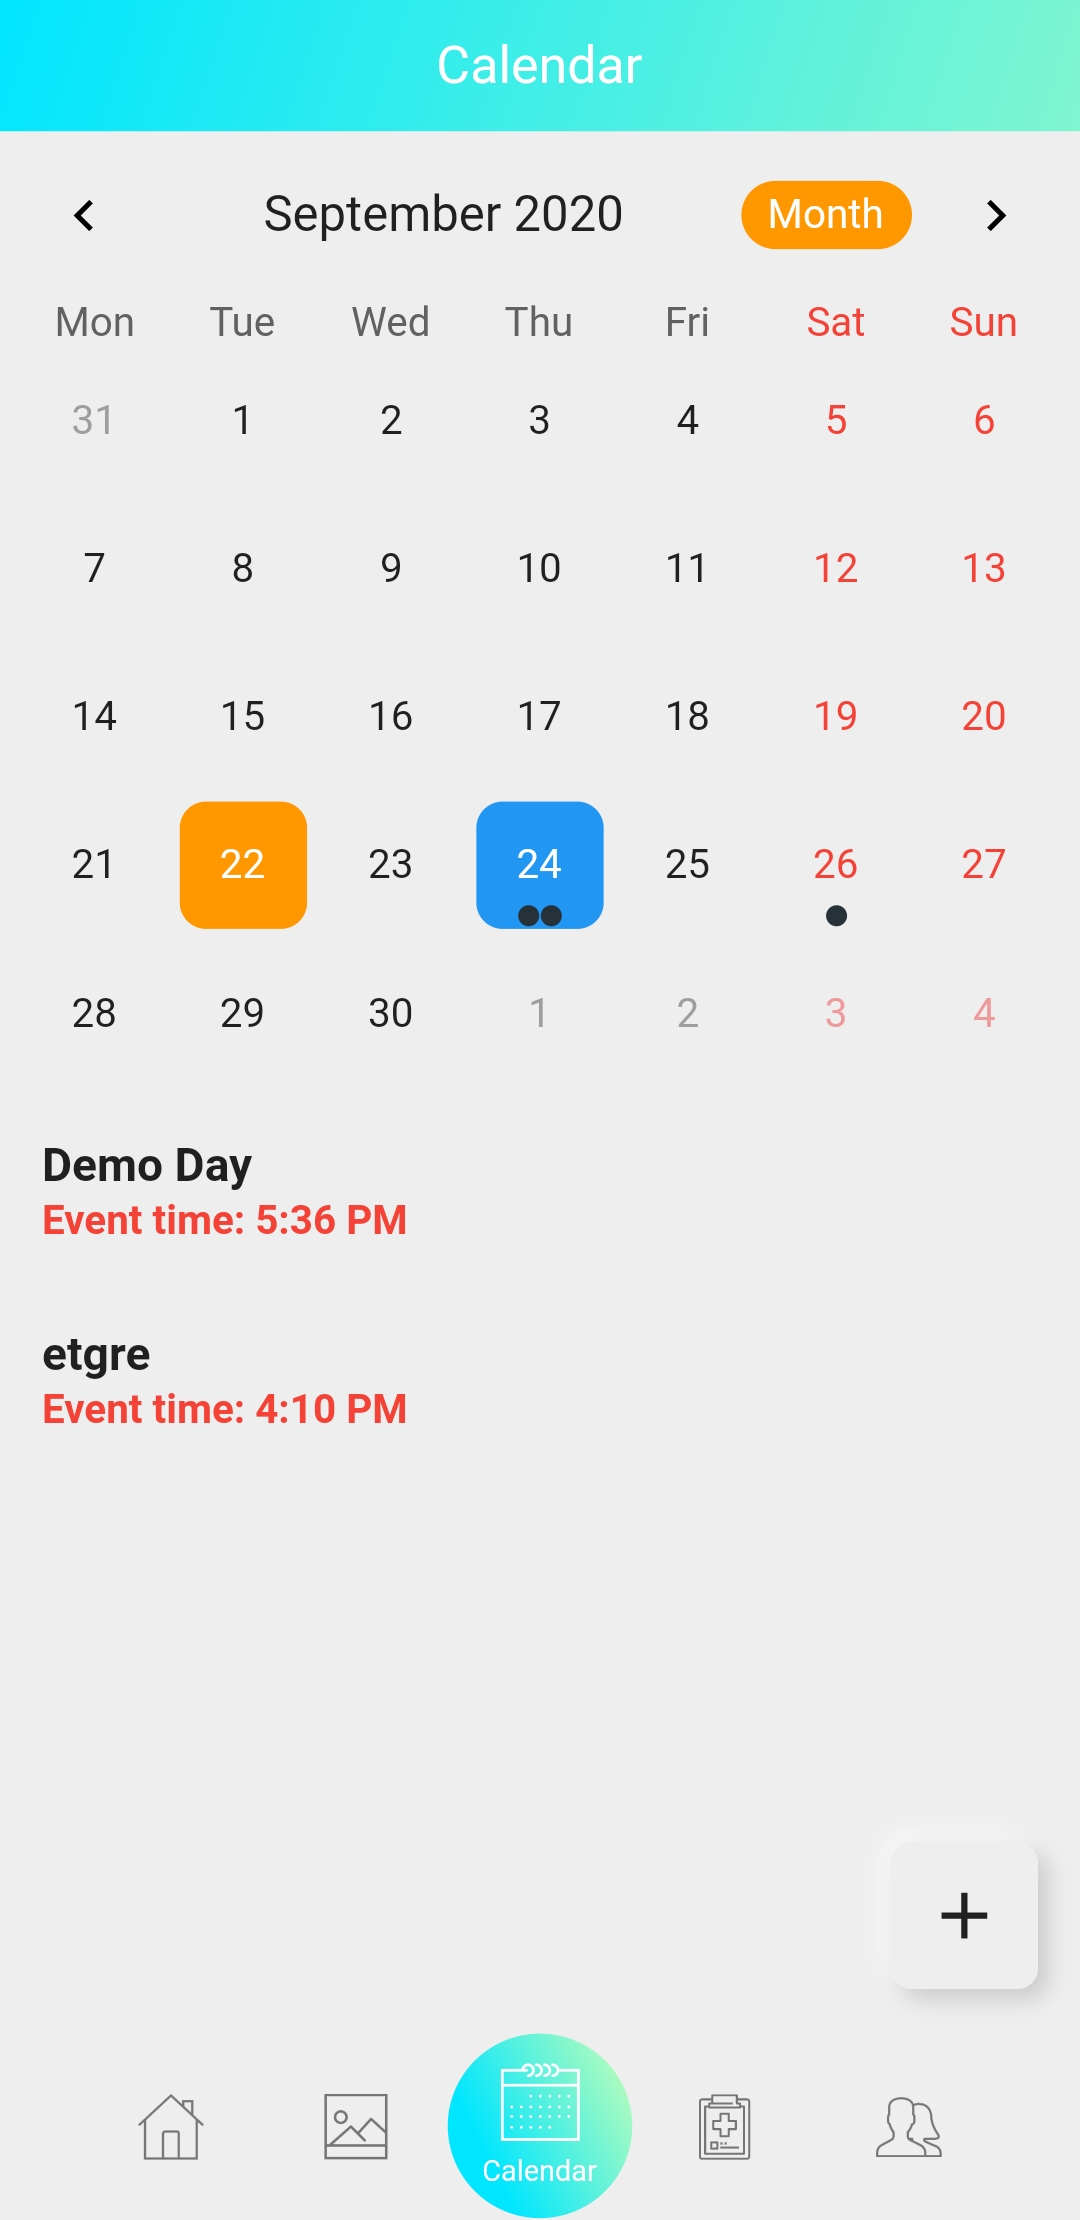 Calendar
September 2020 Month
Mon Tue Wed Thu Fri Sat Sun
31 1 2 3 4 5 6
7 8 9 10 11 12 13
14 15 16 17 18 19 20
21 22 23 24 25 26 27
28 29 30 1 2 3 4
Demo Day
Event time: 5:36 PM
etgre
Event time: 4:10 PM
Calendar